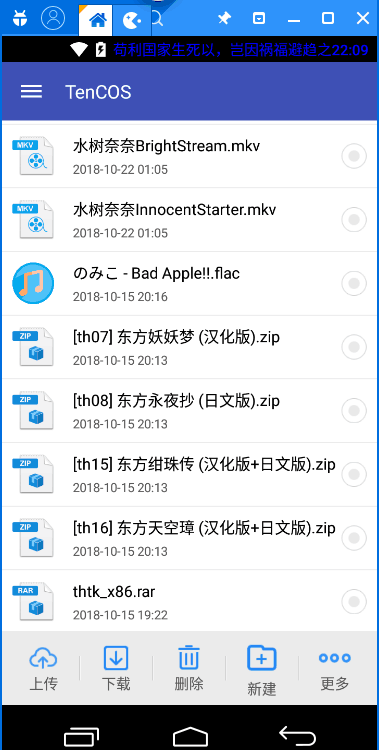 苟利国家生死以，岂因祸福避趋之22:09
TenCOS
MKV
水树奈奈BrightStream.mkv
2018-10-22 01:05
MKV
水树奈奈InnocentStarter.mkv
2018-10-22 01:05
のみこ - Bad Apple!!.flac
2018-10-15 20:16
ZIP
[th07] 东方妖妖梦 (汉化版).zip
2018-10-15 20:13
ZIP
[th08] 东方永夜抄 (日文版).zip
2018-10-15 20:13
ZIP
[th15] 东方绀珠传 (汉化版+日文版).zip
2018-10-15 20:13
ZIP
[th16] 东方天空璋 (汉化版+日文版).zip
2018-10-15 20:13
RAR
thtk_x86.rar
2018-10-15 19:22
上传 下载 删除 新建 更多